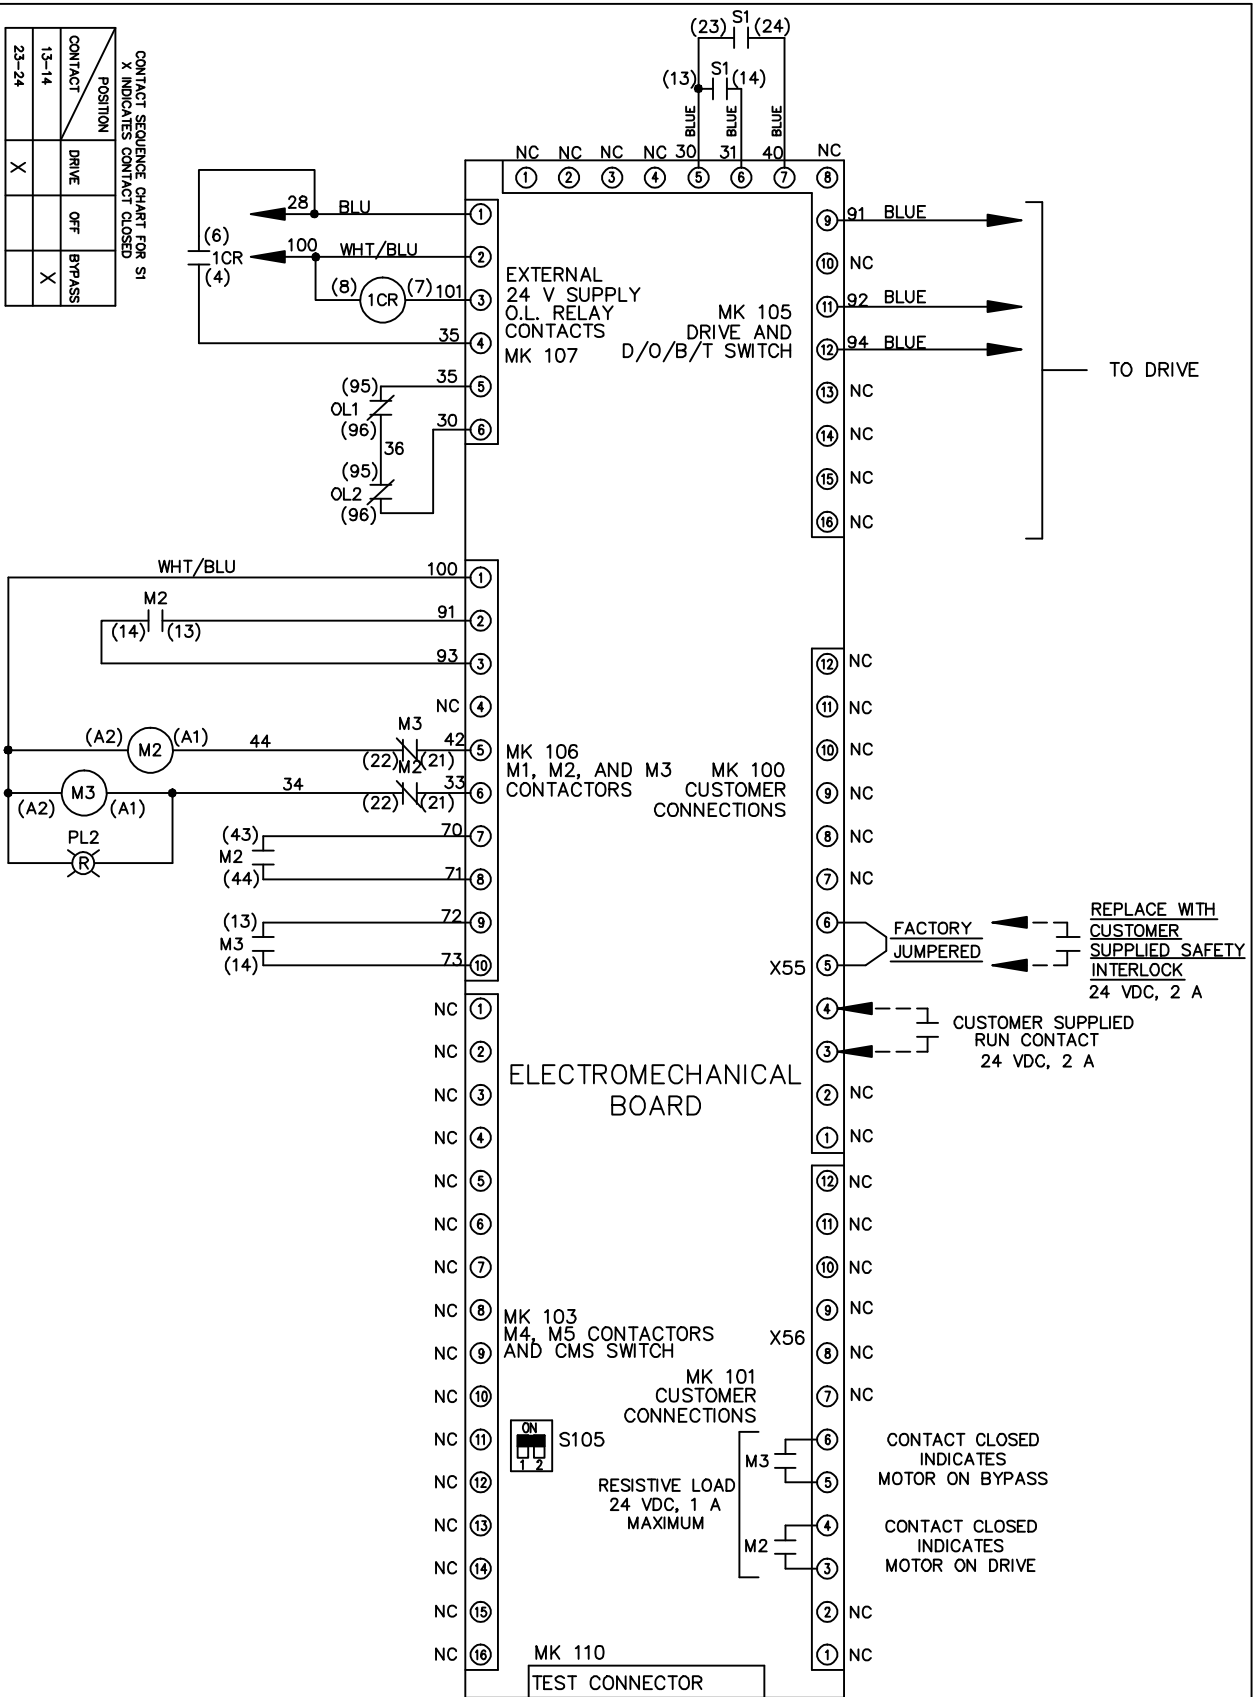 CONTACT SEQUENCE CHART FOR S1
X INDICATES CONTACT CLOSED
POSITION
CONTACT
DRIVE
OFF
BYPASS
13-14
X
23-24
X
(23) S1 (24)
(13) S1 (14)
BLUE BLUE BLUE
NC NC NC NC 30 31 40 NC
1 2 3 4 5 6 7 8
28 BLU 1
100 WHT/BLU 2
(6)
1CR
(4)
(8) 1CR (7) 101 3
35 4
EXTERNAL
24 V SUPPLY
O.L. RELAY
CONTACTS
MK 107
(95) 35 5
OL1
(96)
30 6
36
(95)
OL2
(96)
MK 105
DRIVE AND
D/O/B/T SWITCH
9 91 BLUE
10 NC
11 92 BLUE
12 94 BLUE
13 NC
14 NC
15 NC
16 NC
TO DRIVE
WHT/BLU 100 1
M2
(14) (13) 91 2
93 3
NC 4
(A2) M2 (A1) 44 M3 (22) (21) 42 5
(A2) M3 (A1) 34 M2 (22) (21) 33 6
PL2
R
(43) 70 7
M2
(44) 71 8
(13) 72 9
M3
(14) 73 10
MK 106
M1, M2, AND M3
CONTACTORS
MK 100
CUSTOMER
CONNECTIONS
12 NC
11 NC
10 NC
9 NC
8 NC
7 NC
6
X55 5
FACTORY
JUMPERED
REPLACE WITH
CUSTOMER
SUPPLIED SAFETY
INTERLOCK
24 VDC, 2 A
4
3
CUSTOMER SUPPLIED
RUN CONTACT
24 VDC, 2 A
2 NC
1 NC
ELECTROMECHANICAL
BOARD
NC 1
NC 2
NC 3
NC 4
NC 5
NC 6
NC 7
NC 8
NC 9
NC 10
NC 11
NC 12
NC 13
NC 14
NC 15
NC 16
MK 103
M4, M5 CONTACTORS
AND CMS SWITCH
ON
1 2
S105
12 NC
11 NC
10 NC
9 NC
X56
8 NC
7 NC
MK 101
CUSTOMER
CONNECTIONS
M3 6
5
CONTACT CLOSED
INDICATES
MOTOR ON BYPASS
RESISTIVE LOAD
24 VDC, 1 A
MAXIMUM
M2 4
3
CONTACT CLOSED
INDICATES
MOTOR ON DRIVE
2 NC
1 NC
MK 110
TEST CONNECTOR